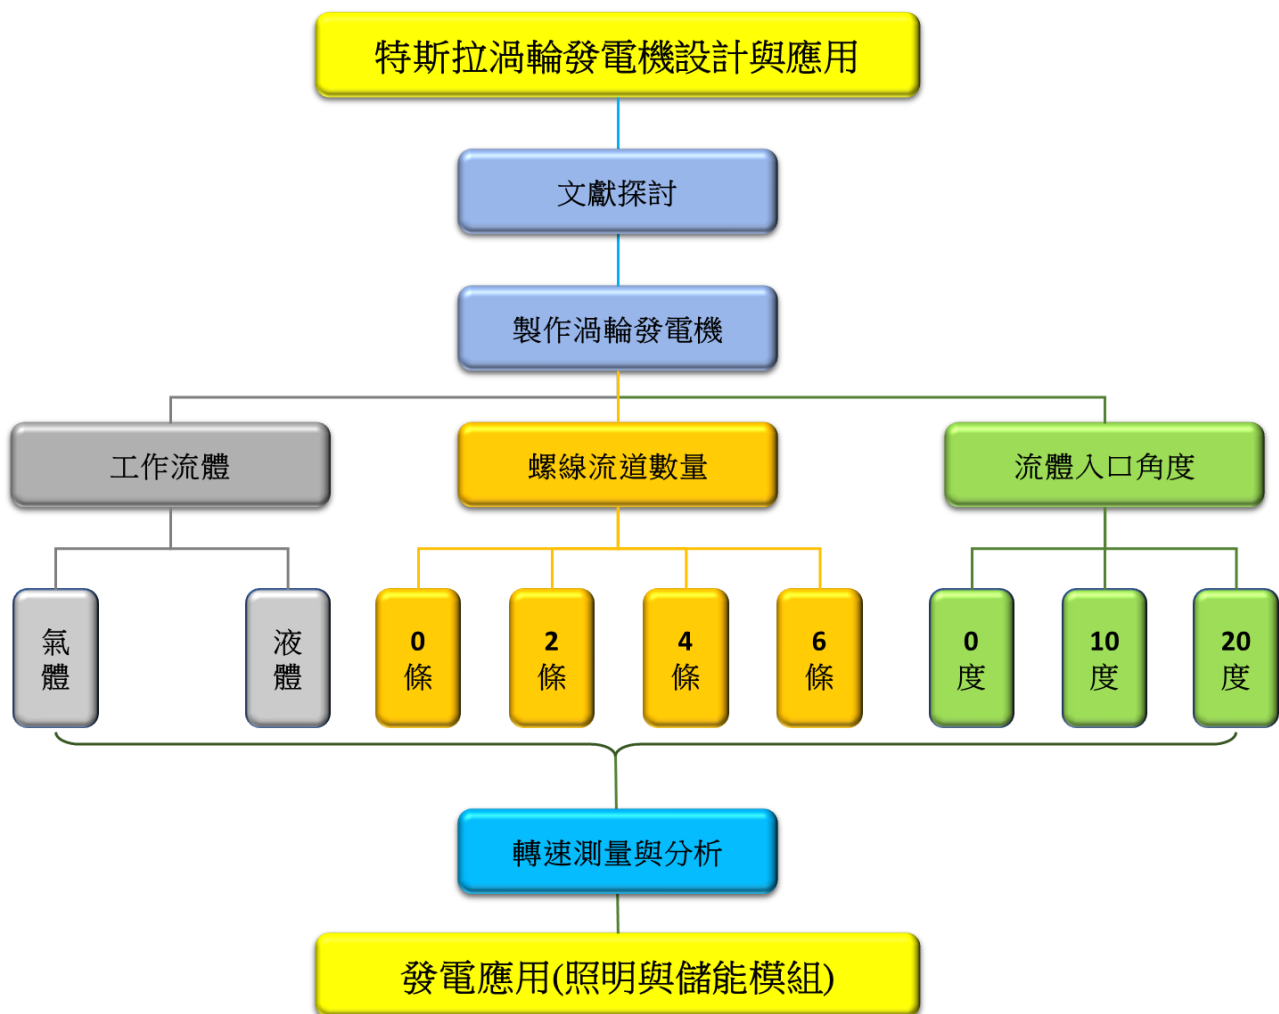 特斯拉渦輪發電機設計與應用
文獻探討
製作渦輪發電機
工作流體
螺線流道數量
流體入口角度
氣
體
液
體
0
條
2
條
4
條
6
條
0
度
10
度
20
度
轉速測量與分析
發電應用(照明與儲能模組)